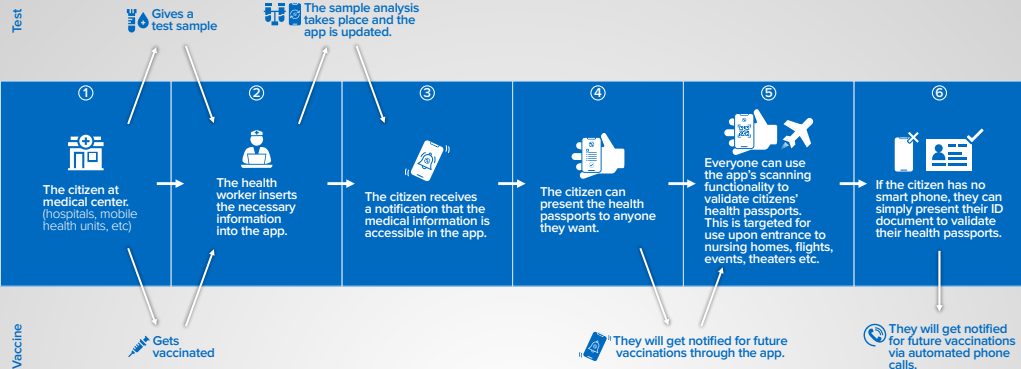 Test
Gives a
test sample
The sample analysis
takes place and the
app is updated.
1
The citizen at
medical center.
(hospitals, mobile
health units, etc)
2
The health
worker inserts
the necessary
information
into the app.
3
The citizen receives
a notification that the
medical information is
accessible in the app.
4
The citizen can
present the health
passports to anyone
they want.
5
Everyone can use
the app's scanning
functionality to
validate citizens'
health passports.
This is targeted for
use upon entrance to
nursing homes, flights,
events, theaters etc.
6
If the citizen has no
smart phone, they can
simply present their ID
document to validate
their health passports.
Vaccine
Gets
vaccinated
They will get notified for future
vaccinations through the app.
They will get notified
for future vaccinations
via automated phone
calls.